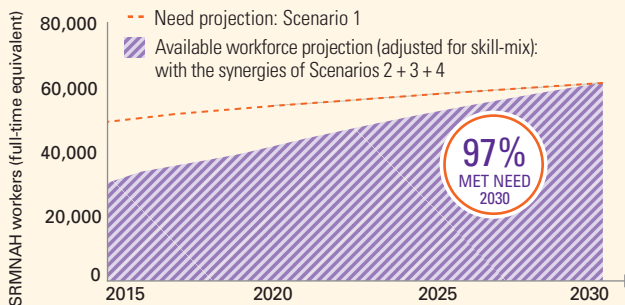 SRMNAH workers (full-time equivalent)
80,000
60,000
40,000
20,000
0
Need projection: Scenario 1
Available workforce projection (adjusted for skill-mix):
with the synergies of Scenarios 2 + 3 + 4
97%
MET NEED
2030
2015
2020
2025
2030